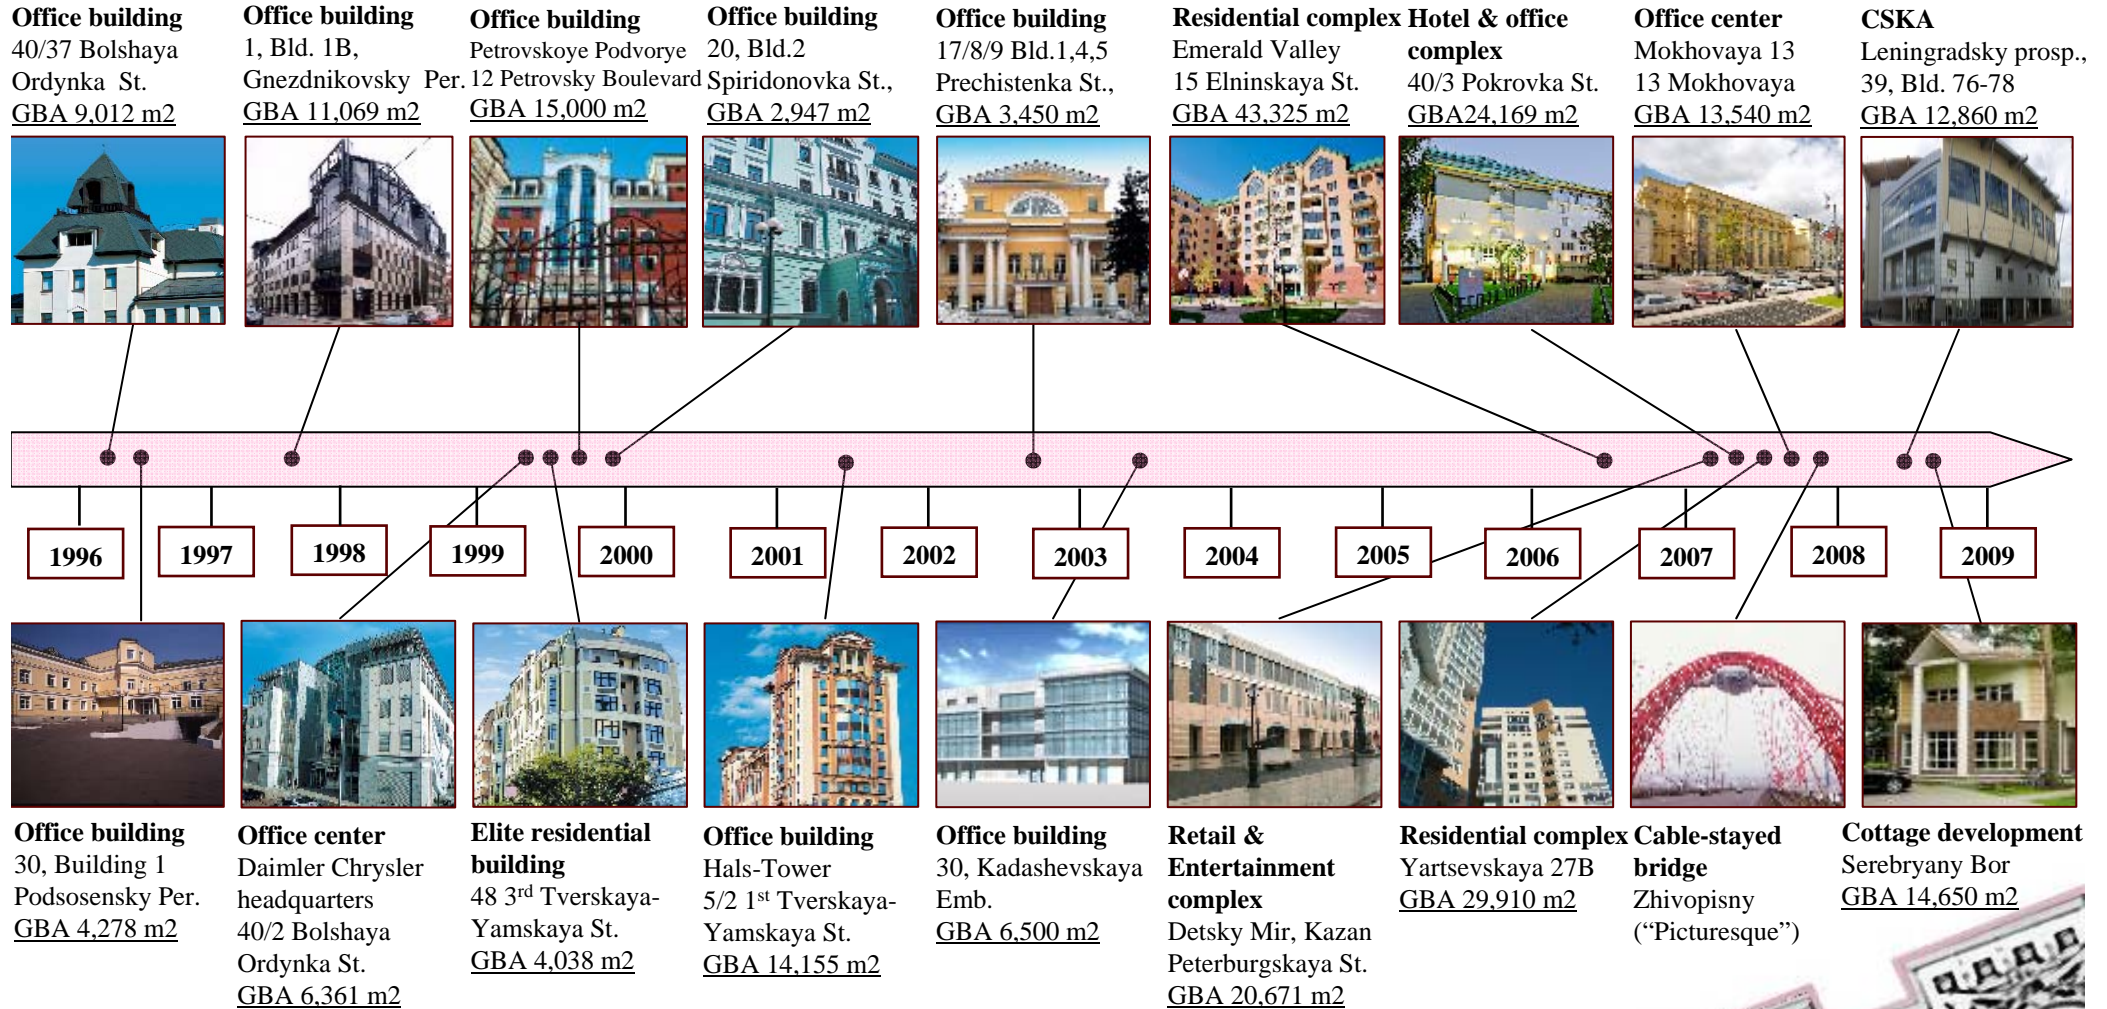 Office building
40/37 Bolshaya
Ordynka St.
GBA 9,012 m2
Office building
1, Bld. 1B,
Gnezdnikovsky Per.
GBA 11,069 m2
Office building
Petrovskoye Podvorye
12 Petrovsky Boulevard
GBA 15,000 m2
Office building
20, Bld.2
Spiridonovka St.,
GBA 2,947 m2
Office building
17/8/9 Bld.1,4,5
Prechistenka St.,
GBA 3,450 m2
Residential complex
Emerald Valley
15 Elninskaya St.
GBA 43,325 m2
Hotel & office
complex
40/3 Pokrovka St.
GBA24,169 m2
Office center
Mokhovaya 13
13 Mokhovaya
GBA 13,540 m2
CSKA
Leningradsky prosp.,
39, Bld. 76-78
GBA 12,860 m2
1996
1997
1998
1999
2000
2001
2002
2003
2004
2005
2006
2007
2008
2009
Office building
30, Building 1
Podsosensky Per.
GBA 4,278 m2
Office center
Daimler Chrysler
headquarters
40/2 Bolshaya
Ordynka St.
GBA 6,361 m2
Elite residential
building
48 3rd Tverskaya-
Yamskaya St.
GBA 4,038 m2
Office building
Hals-Tower
5/2 1st Tverskaya-
Yamskaya St.
GBA 14,155 m2
Office building
30, Kadashevskaya
Emb.
GBA 6,500 m2
Retail &
Entertainment
complex
Detsky Mir, Kazan
Peterburgskaya St.
GBA 20,671 m2
Residential complex
Yartsevskaya 27B
GBA 29,910 m2
Cable-stayed
bridge
Zhivopisny
(“Picturesque”)
Cottage development
Serebryany Bor
GBA 14,650 m2